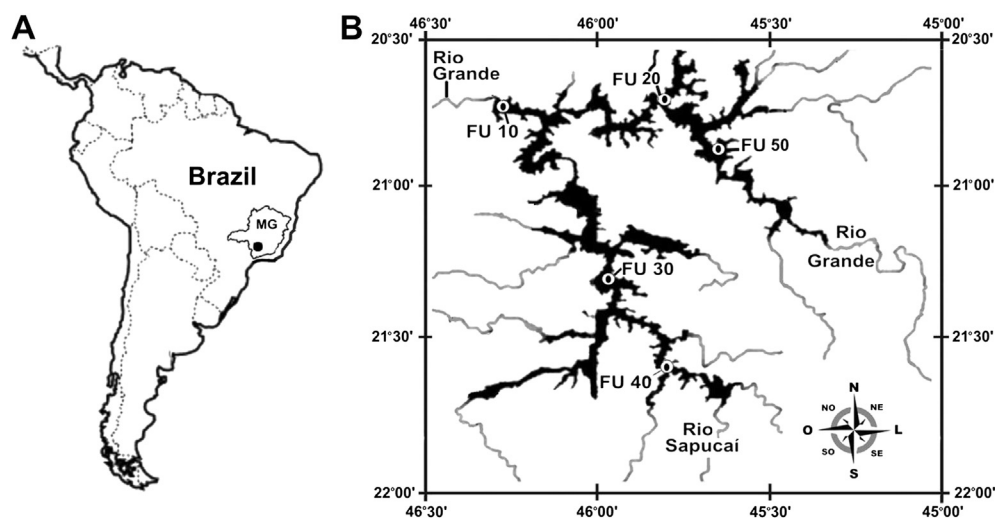 A
Brazil
MG
B
46°30'
46°00'
45°30'
45°00'
20°30'
20°30'
Rio
Grande
FU 20
FU 10
FU 50
21°00'
21°00'
Rio
Grande
FU 30
21°30'
21°30'
FU 40
Rio
Sapucaí
N
NO
NE
O
L
SO
SE
S
22°00'
22°00'
46°30'
46°00'
45°30'
45°00'